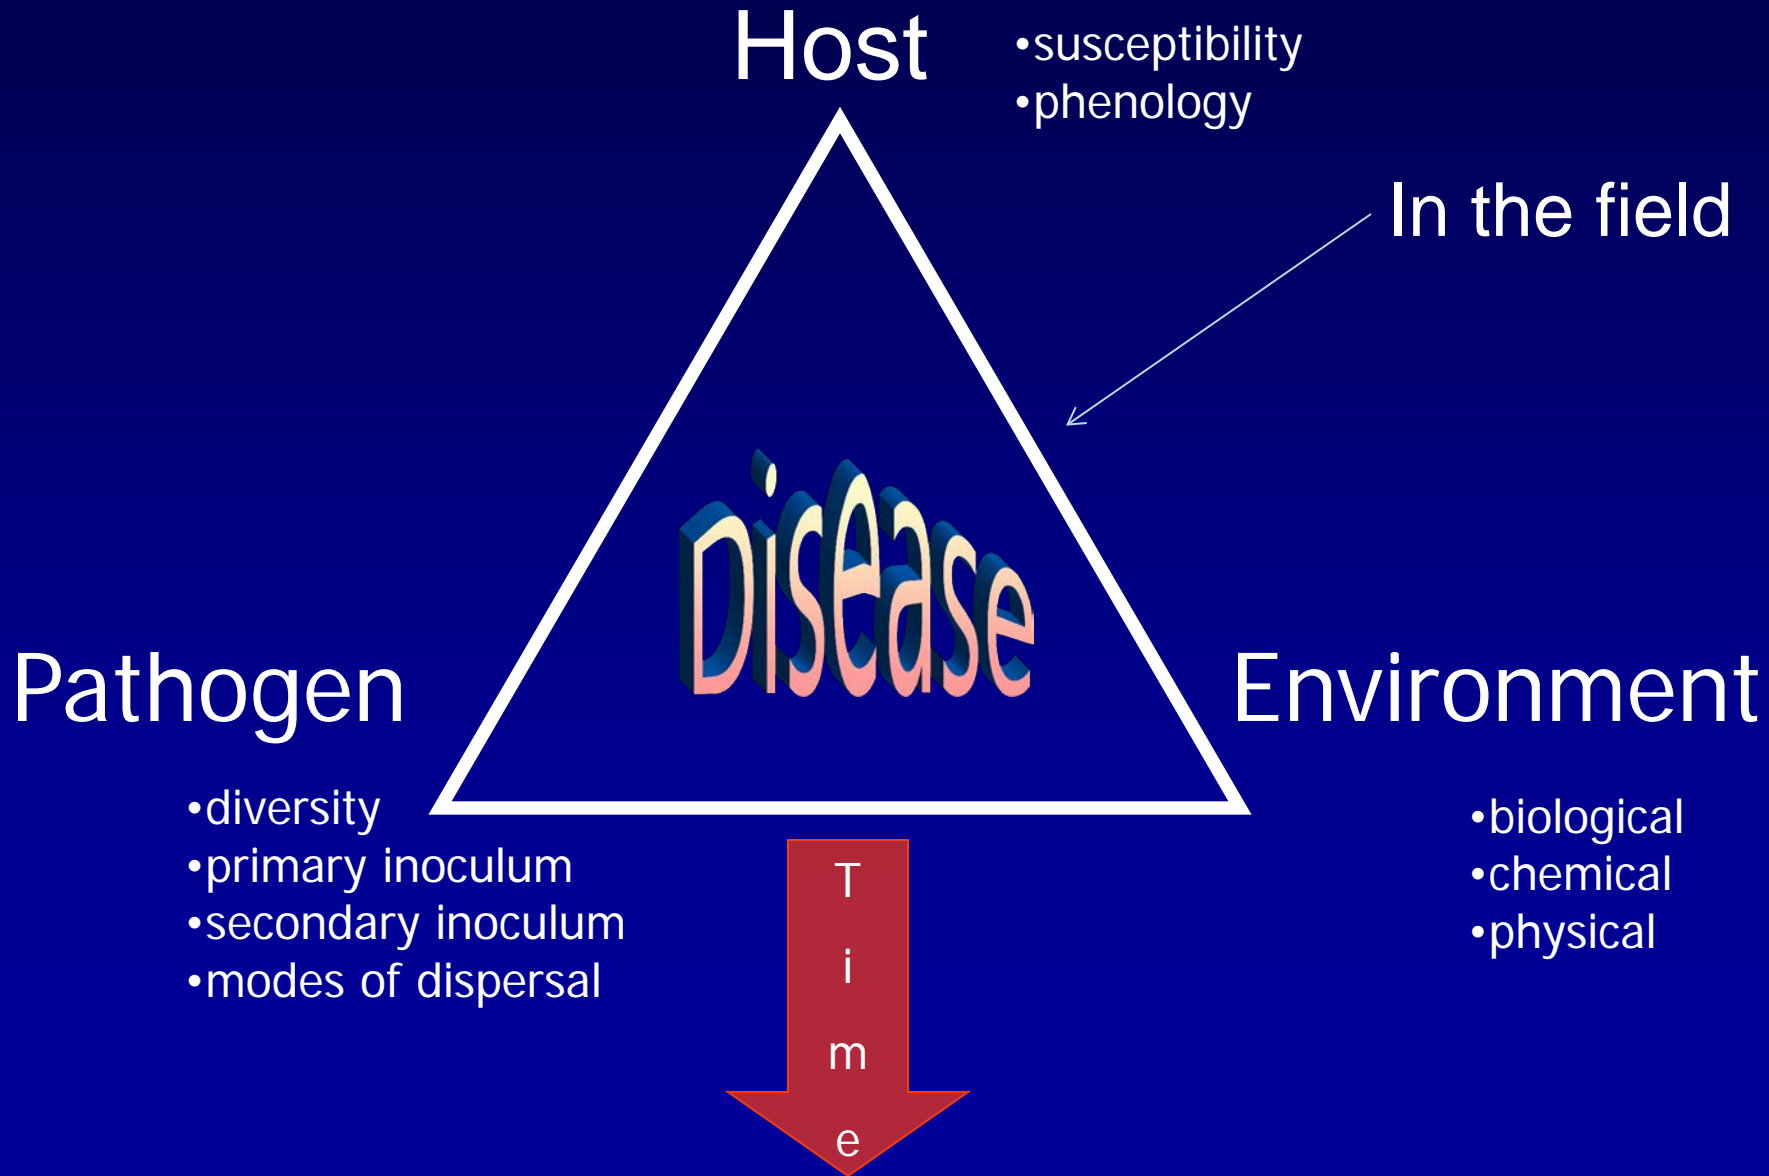 Host
•susceptibility
•phenology
In the field
Disease
Pathogen
•diversity
•primary inoculum
•secondary inoculum
•modes of dispersal
Environment
•biological
•chemical
•physical
T
i
m
e